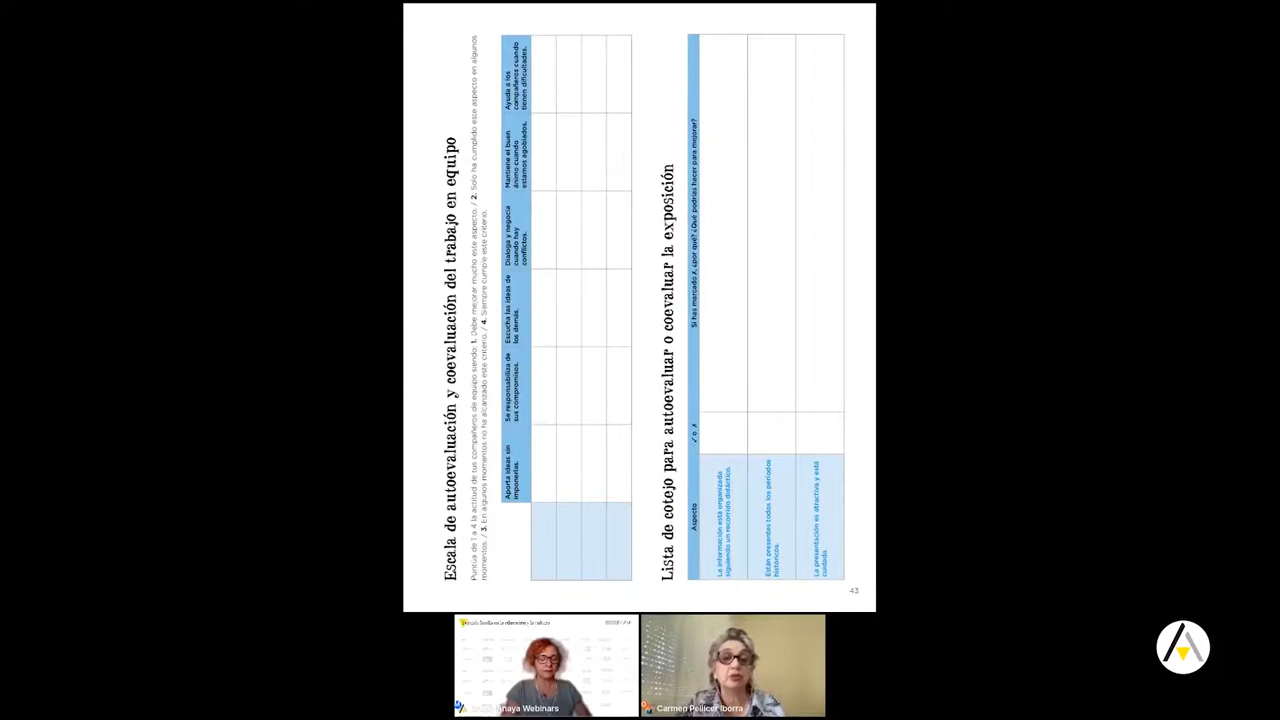 Escala de autoevaluación y coevaluación del trabajo en equipo
Puntúa de 1 a 4 la actitud de tus compañeros de equipo siendo: 1. Debe mejorar mucho este aspecto. / 2. Solo ha cumplido este aspecto en algunos
momentos. / 3. En algunos momentos no ha alcanzado este criterio. / 4. Siempre cumple este criterio.
Aporta ideas sin
imponerlas.
Se responsabiliza de
sus compromisos.
Escucha las ideas de
los demás.
Dialoga y negocia
cuando hay
conflictos.
Mantiene el buen
ánimo cuando
estamos agobiados.
Ayuda a los
compañeros cuando
tienen dificultades.
Lista de cotejo para autoevaluar o coevaluar la exposición
Aspecto
✓ o ✗
Si has marcado ✗, ¿por qué? ¿Qué podrías hacer para mejorar?
La información está organizada
siguiendo un recorrido didáctico.
Están presentes todos los periodos
históricos.
La presentación es atractiva y está
cuidada.
43
educación y la cultura
Anaya Webinars
Carmen Pellicer Iborra